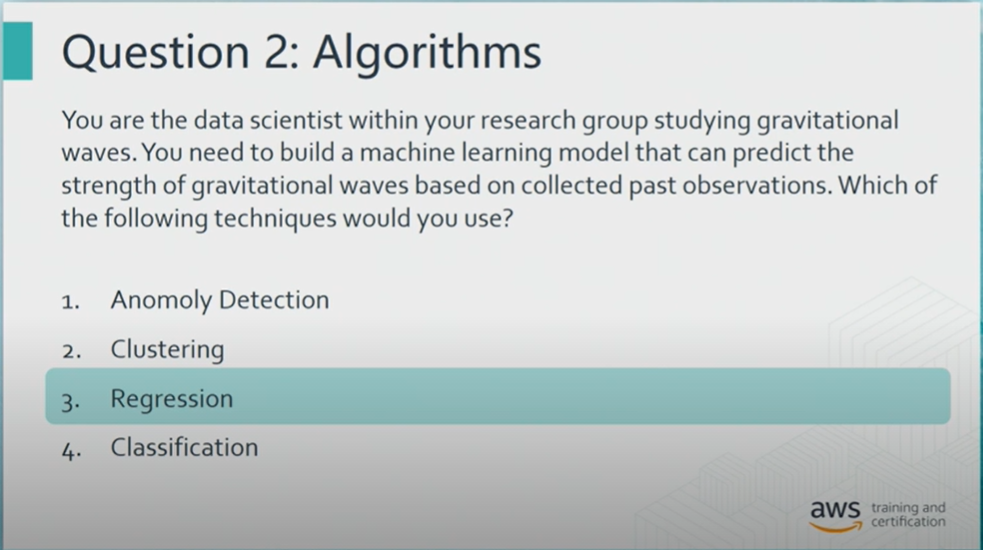 Question 2: Algorithms
You are the data scientist within your research group studying gravitational
waves. You need to build a machine learning model that can predict the
strength of gravitational waves based on collected past observations. Which of
the following techniques would you use?
1. Anomoly Detection
2. Clustering
3. Regression
4. Classification
aws training and
certification